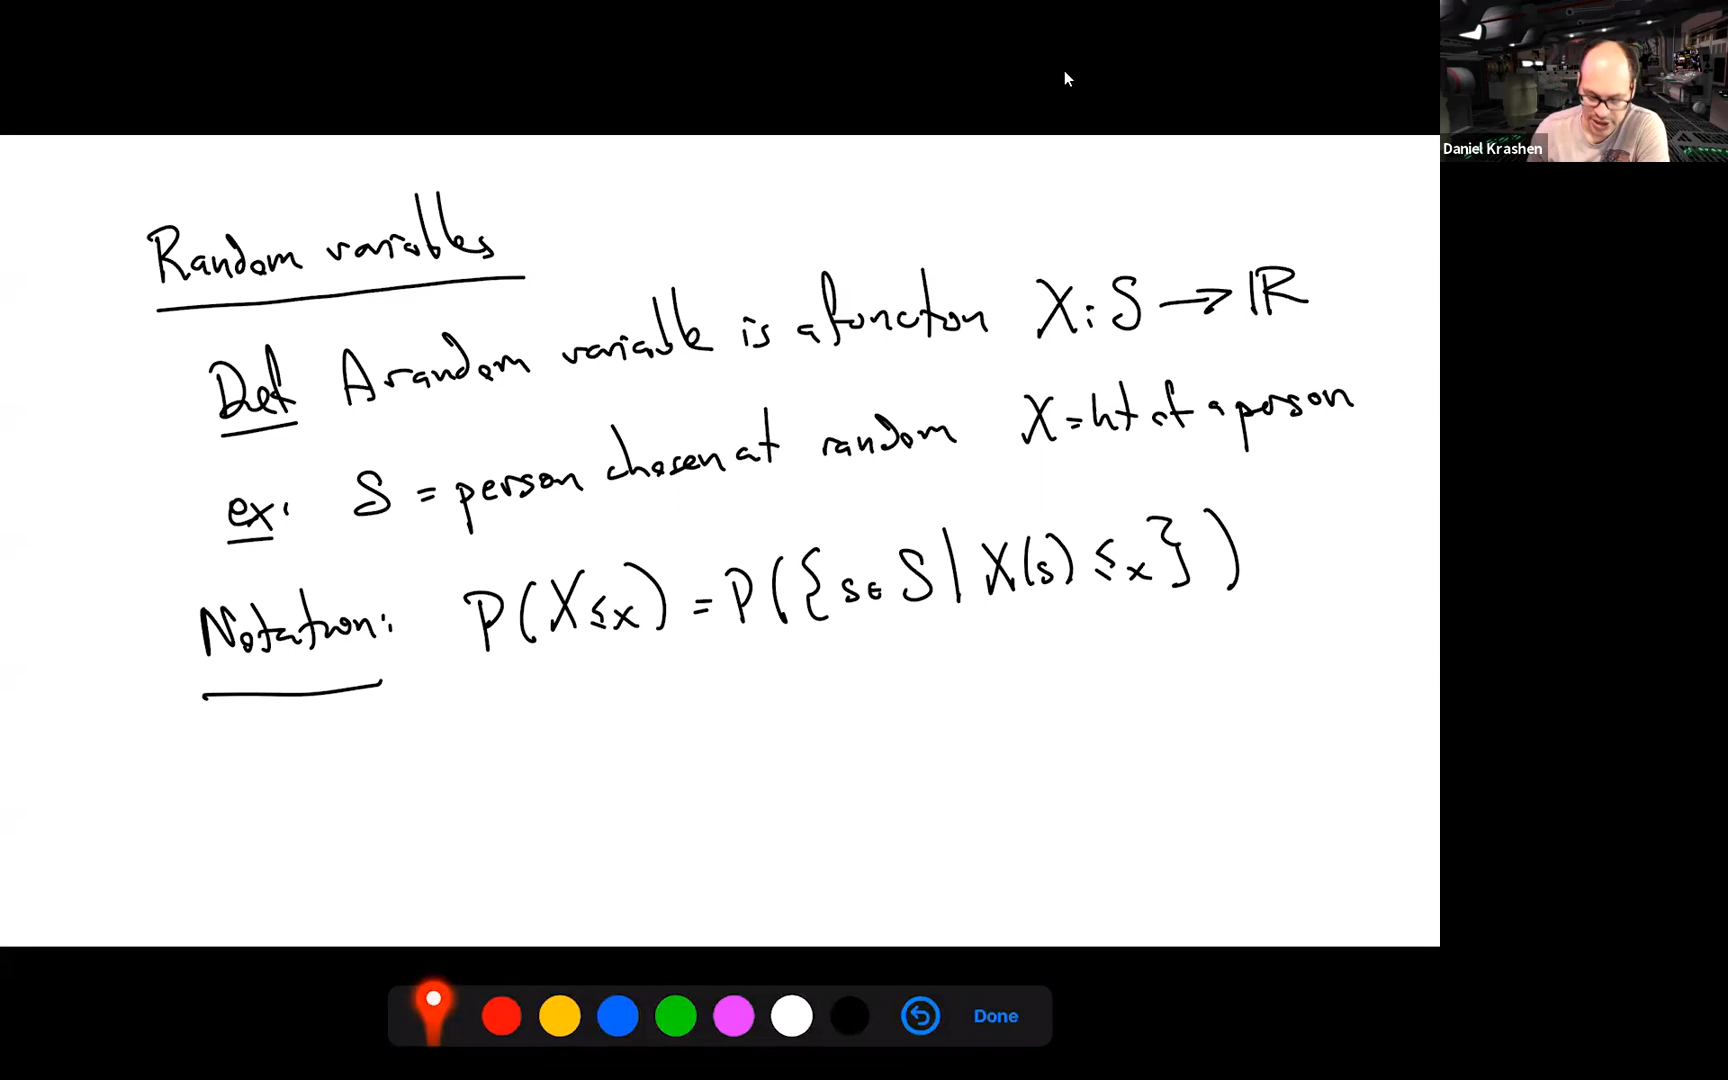 Daniel Krashen
Random variables
Def A random variable is a function X: S → ℝ
ex: S = person chosen at random X = ht of a person
Notation: P(X ≤ x) = P({s ∈ S | X(s) ≤ x})
Done